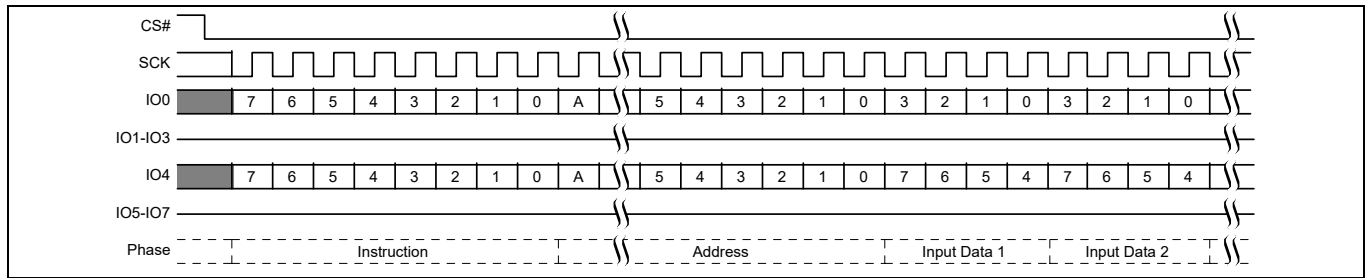 CS#
SCK
IO0 7 6 5 4 3 2 1 0 A 5 4 3 2 1 0 3 2 1 0 3 2 1 0
IO1-IO3
IO4 7 6 5 4 3 2 1 0 A 5 4 3 2 1 0 7 6 5 4 7 6 5 4
IO5-IO7
Phase Instruction Address Input Data 1 Input Data 2